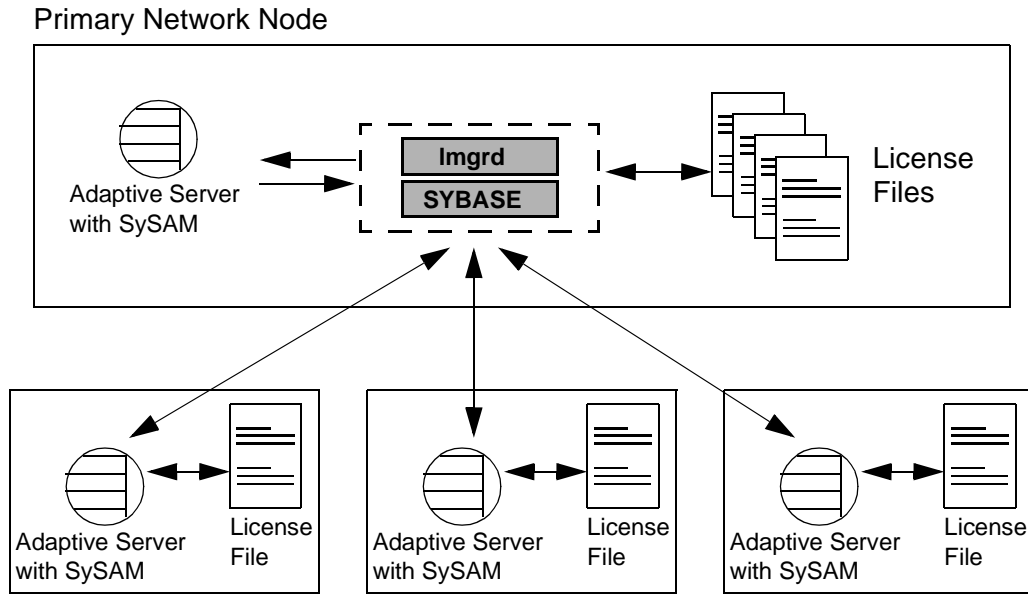 Primary Network Node
lmgrd
SYBASE
Adaptive Server
with SySAM
License
Files
Adaptive Server
with SySAM
License
File
Adaptive Server
with SySAM
License
File
Adaptive Server
with SySAM
License
File